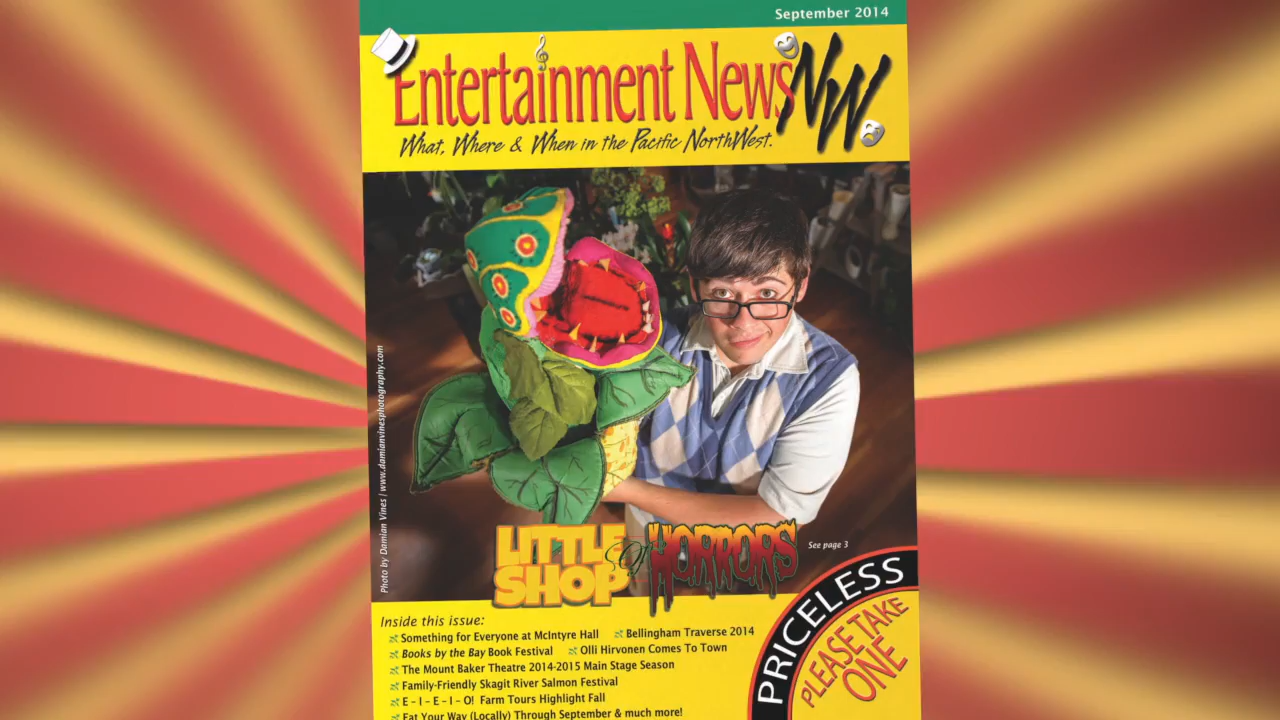 September 2014
Entertainment News NW
What, Where & When in the Pacific NorthWest.
Photo by Damian Vines | www.damianvinesphotography.com
LITTLE
SHOP of HORRORS
See page 3
PRICELESS
PLEASE TAKE
ONE
Inside this issue:
Something for Everyone at McIntyre Hall
Bellingham Traverse 2014
Books by the Bay Book Festival
Olli Hirvonen Comes To Town
The Mount Baker Theatre 2014-2015 Main Stage Season
Family-Friendly Skagit River Salmon Festival
E – I – E – I – O! Farm Tours Highlight Fall
Eat Your Way (Locally) Through September & much more!